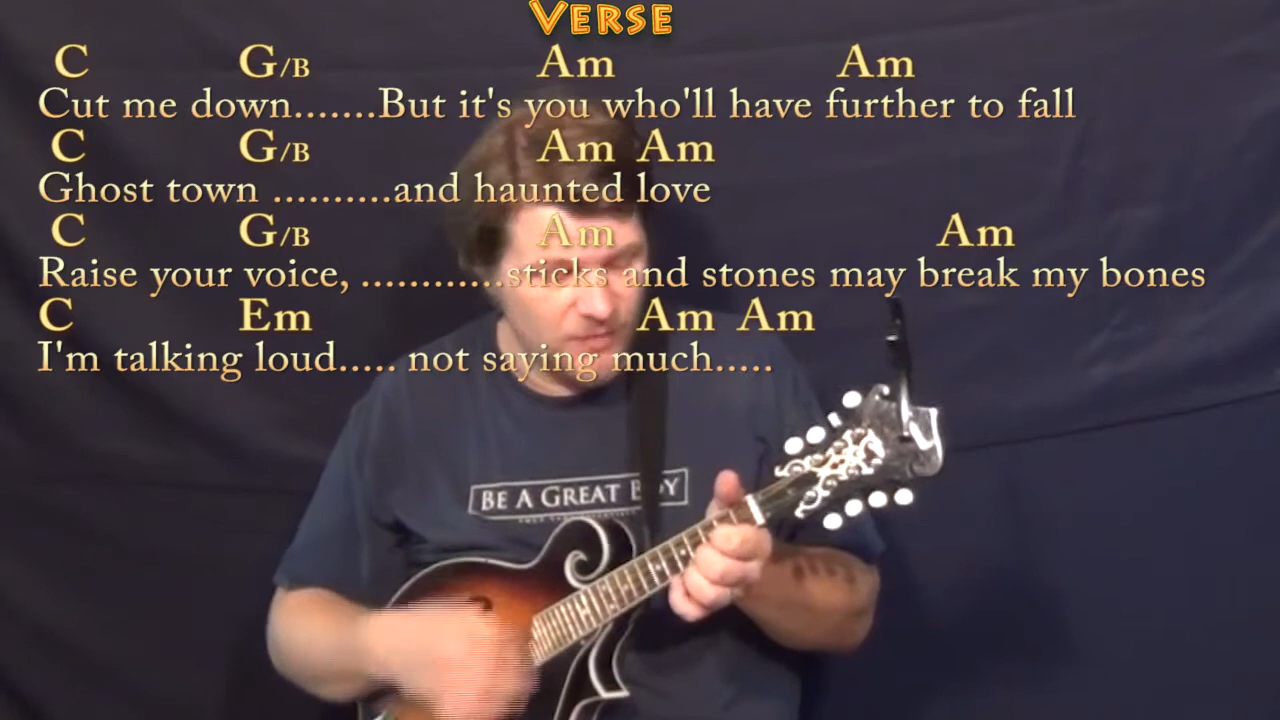 VERSE
C G/B Am Am
Cut me down.......But it's you who'll have further to fall
C G/B Am Am
Ghost town ..........and haunted love
C G/B Am Am
Raise your voice, ............sticks and stones may break my bones
C Em Am Am
I'm talking loud..... not saying much.....
BE A GREAT B Y